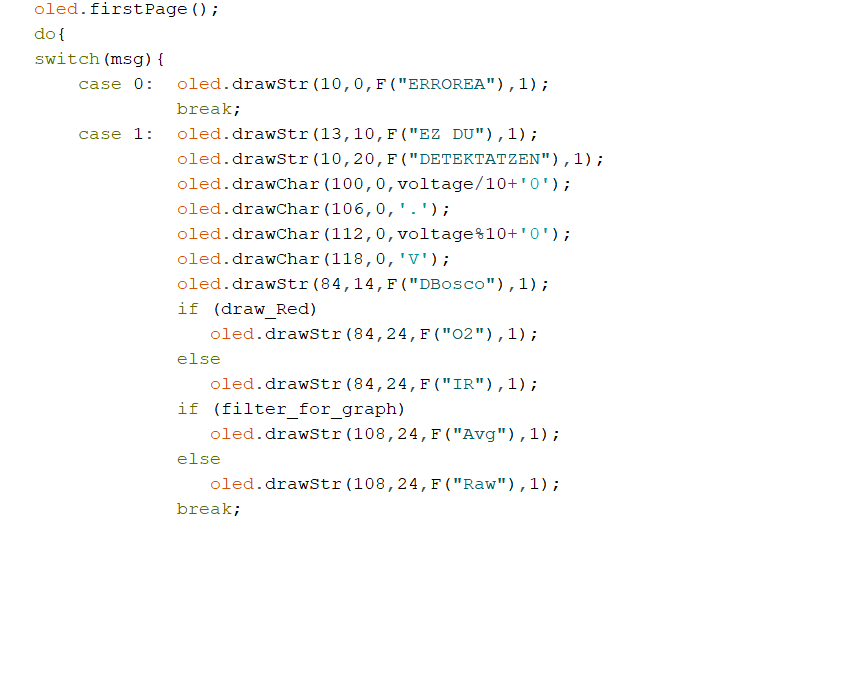 oled.firstPage();
do{
switch(msg){
    case 0:  oled.drawStr(10,0,F("ERROREA"),1);
             break;
    case 1:  oled.drawStr(13,10,F("EZ DU"),1);
             oled.drawStr(10,20,F("DETEKTATZEN"),1);
             oled.drawChar(100,0,voltage/10+'0');
             oled.drawChar(106,0,'.');
             oled.drawChar(112,0,voltage%10+'0');
             oled.drawChar(118,0,'V');
             oled.drawStr(84,14,F("DBosco"),1);
             if (draw_Red)
                oled.drawStr(84,24,F("O2"),1);
             else
                oled.drawStr(84,24,F("IR"),1);
             if (filter_for_graph)
                oled.drawStr(108,24,F("Avg"),1);
             else
                oled.drawStr(108,24,F("Raw"),1);
             break;